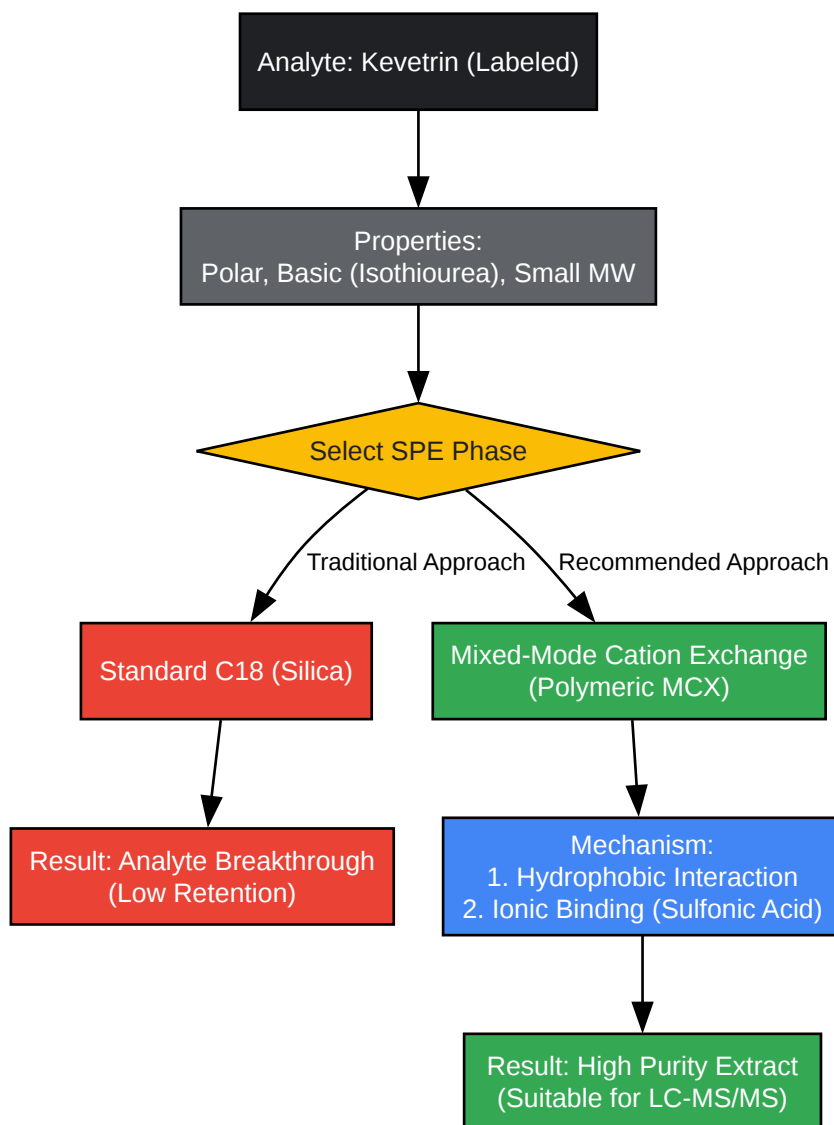 Analyte: Kevetrin (Labeled)
Properties:
Polar, Basic (Isothiourea), Small MW
Select SPE Phase
Traditional Approach
Recommended Approach
Standard C18 (Silica)
Mixed-Mode Cation Exchange
(Polymeric MCX)
Result: Analyte Breakthrough
(Low Retention)
Mechanism:
1. Hydrophobic Interaction
2. Ionic Binding (Sulfonic Acid)
Result: High Purity Extract
(Suitable for LC-MS/MS)